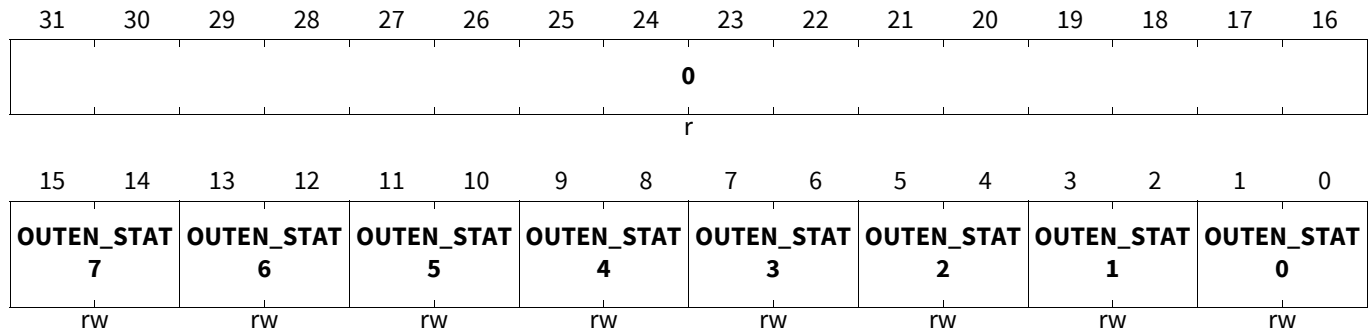 31 30 29 28 27 26 25 24 23 22 21 20 19 18 17 16
0
r
15 14 13 12 11 10 9 8 7 6 5 4 3 2 1 0
OUTEN_STAT OUTEN_STAT OUTEN_STAT OUTEN_STAT OUTEN_STAT OUTEN_STAT OUTEN_STAT OUTEN_STAT
7 6 5 4 3 2 1 0
rw rw rw rw rw rw rw rw